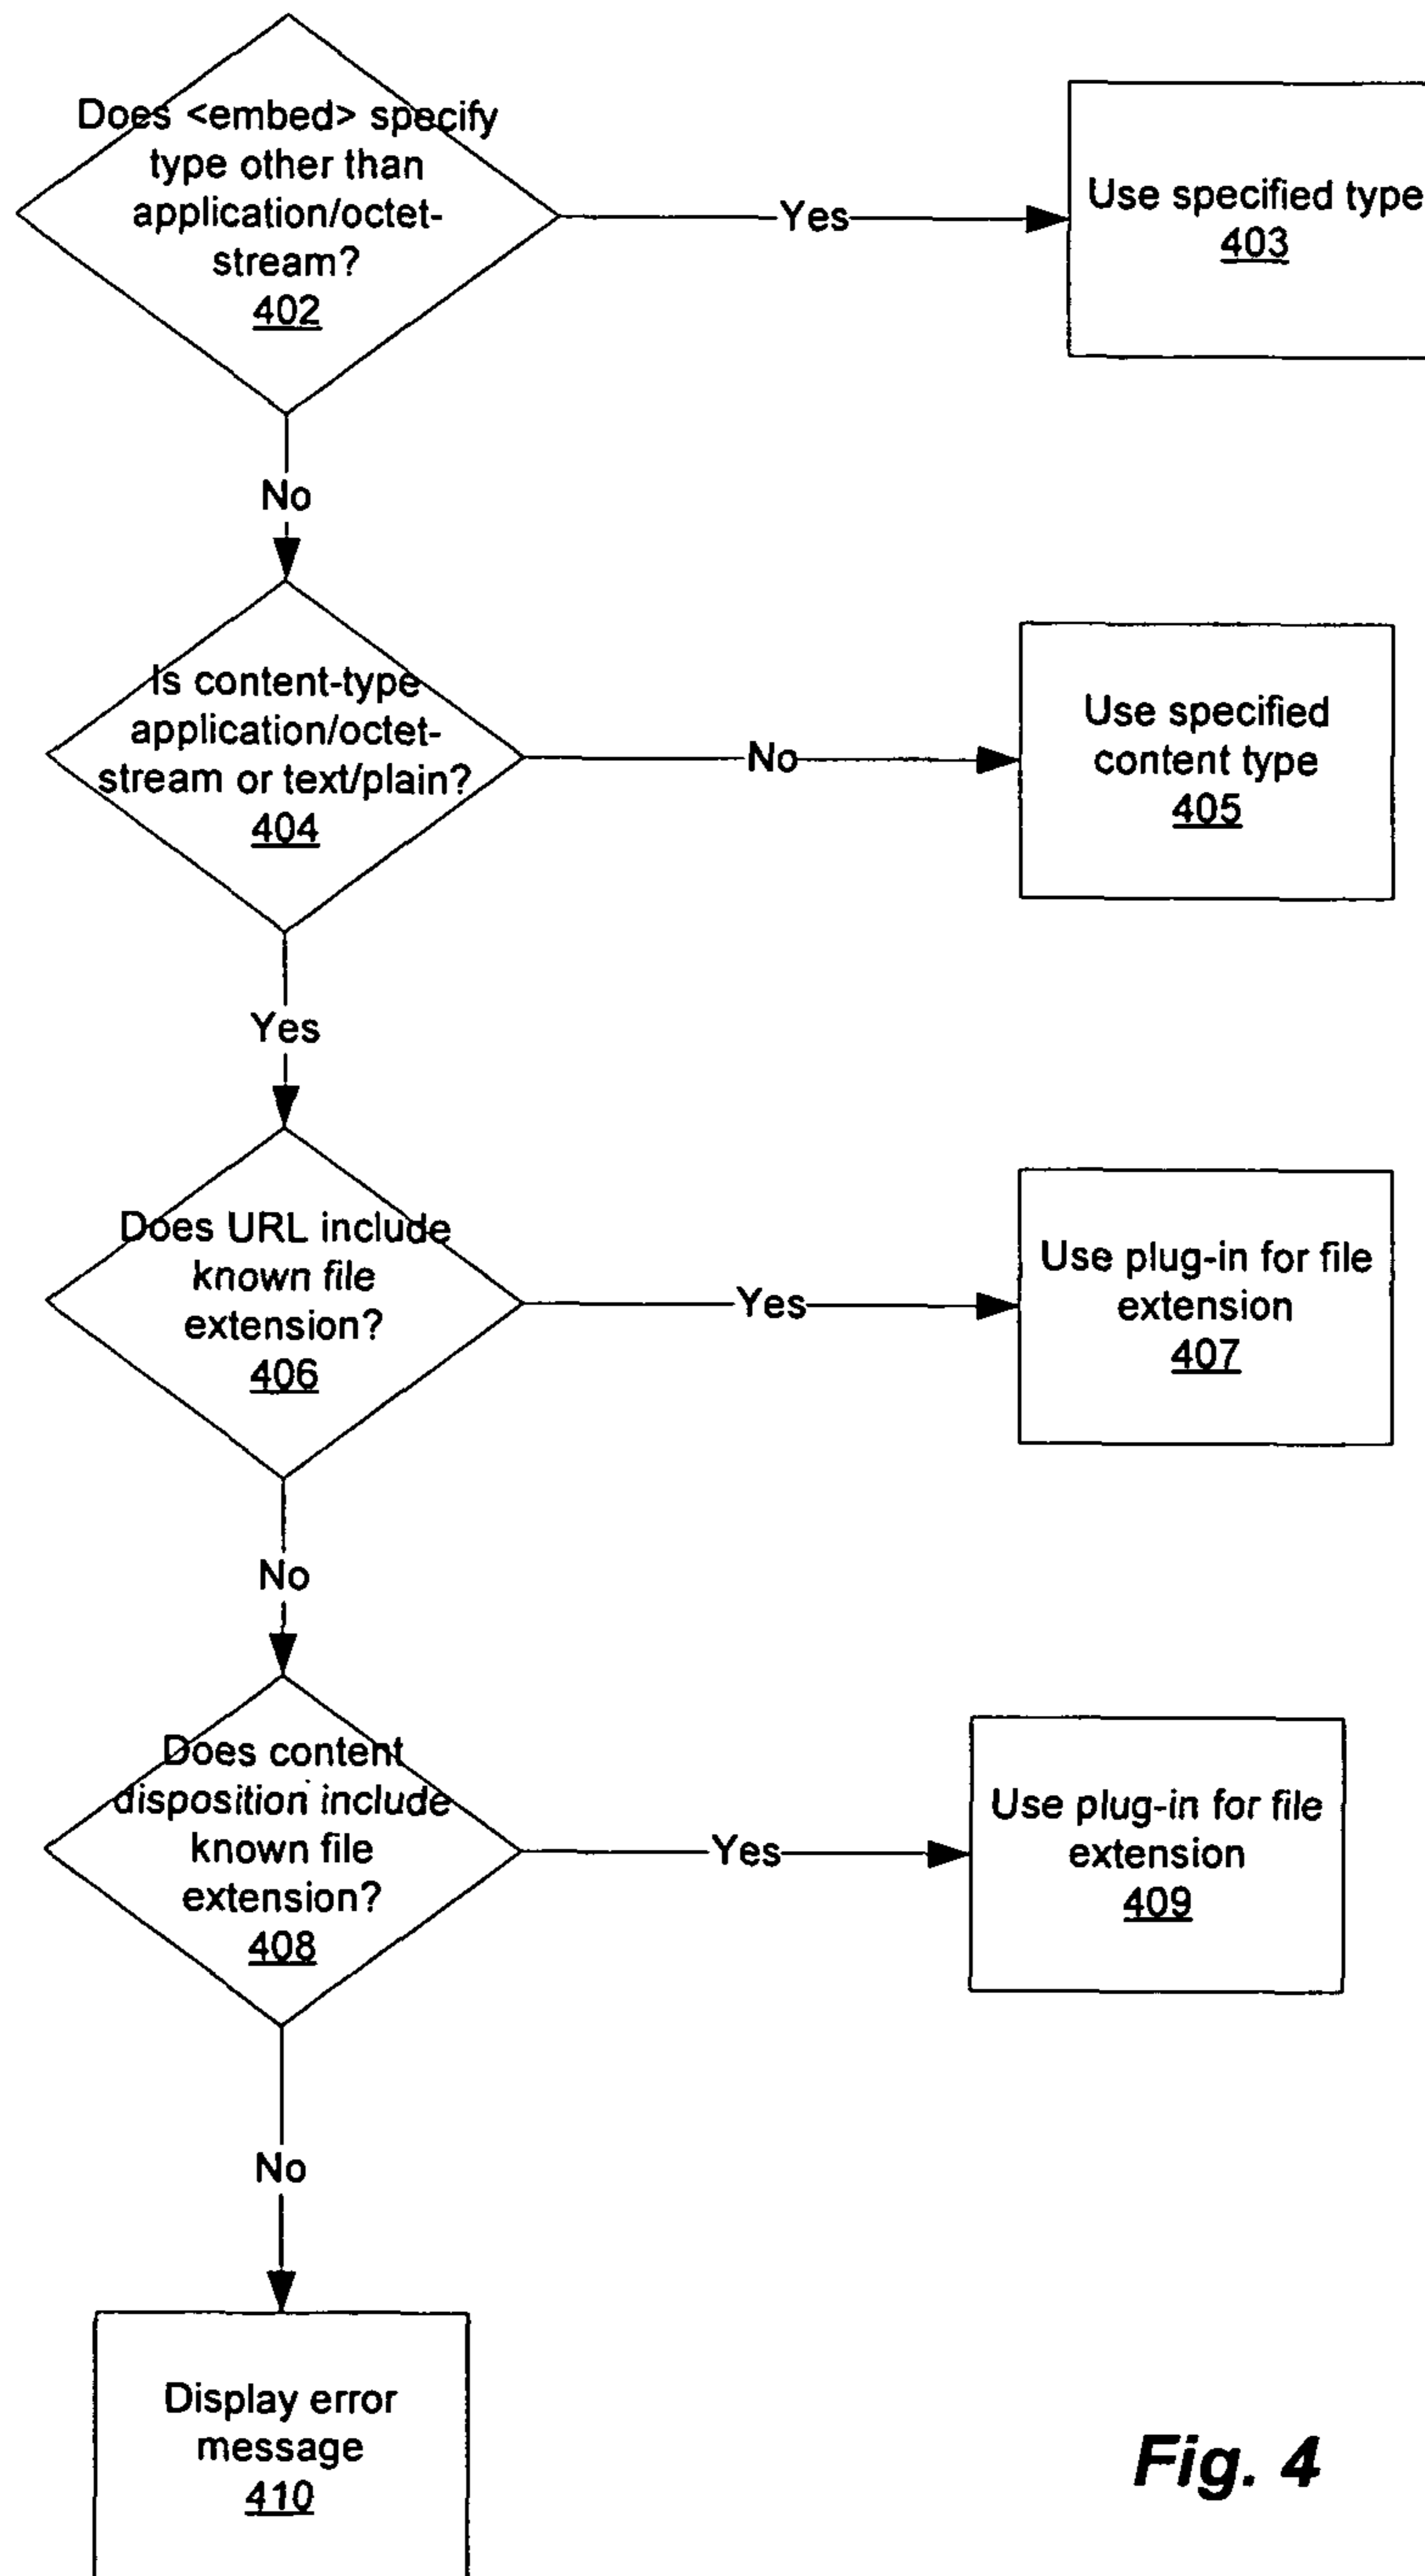 Does <embed> specify
type other than
application/octet-
stream?
402
Yes
Use specified type
403
No
Is content-type
application/octet-
stream or text/plain?
404
No
Use specified
content type
405
Yes
Does URL include
known file
extension?
406
Yes
Use plug-in for file
extension
407
No
Does content
disposition include
known file
extension?
408
Yes
Use plug-in for file
extension
409
No
Display error
message
410
Fig. 4